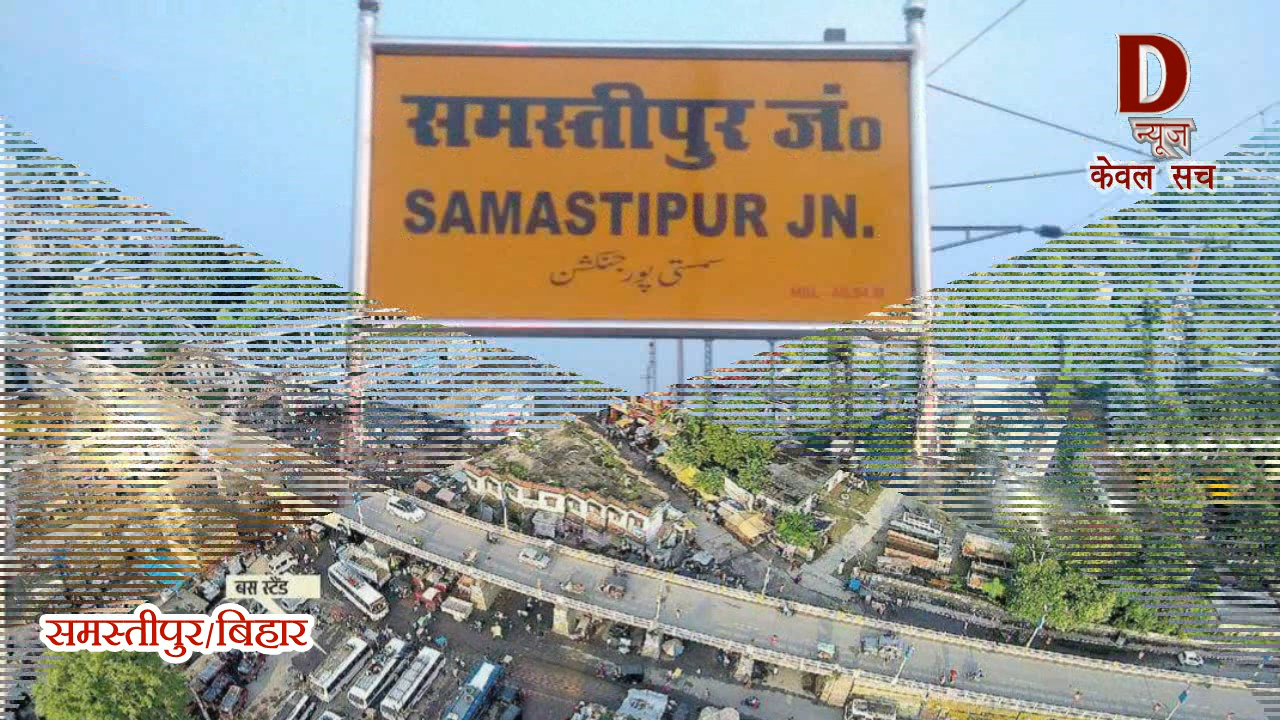 समस्तीपुर जं०
SAMASTIPUR JN.
سمستی پور جنکشن
D
न्यूज
केवल सच
बस स्टैंड
समस्तीपुर/बिहार